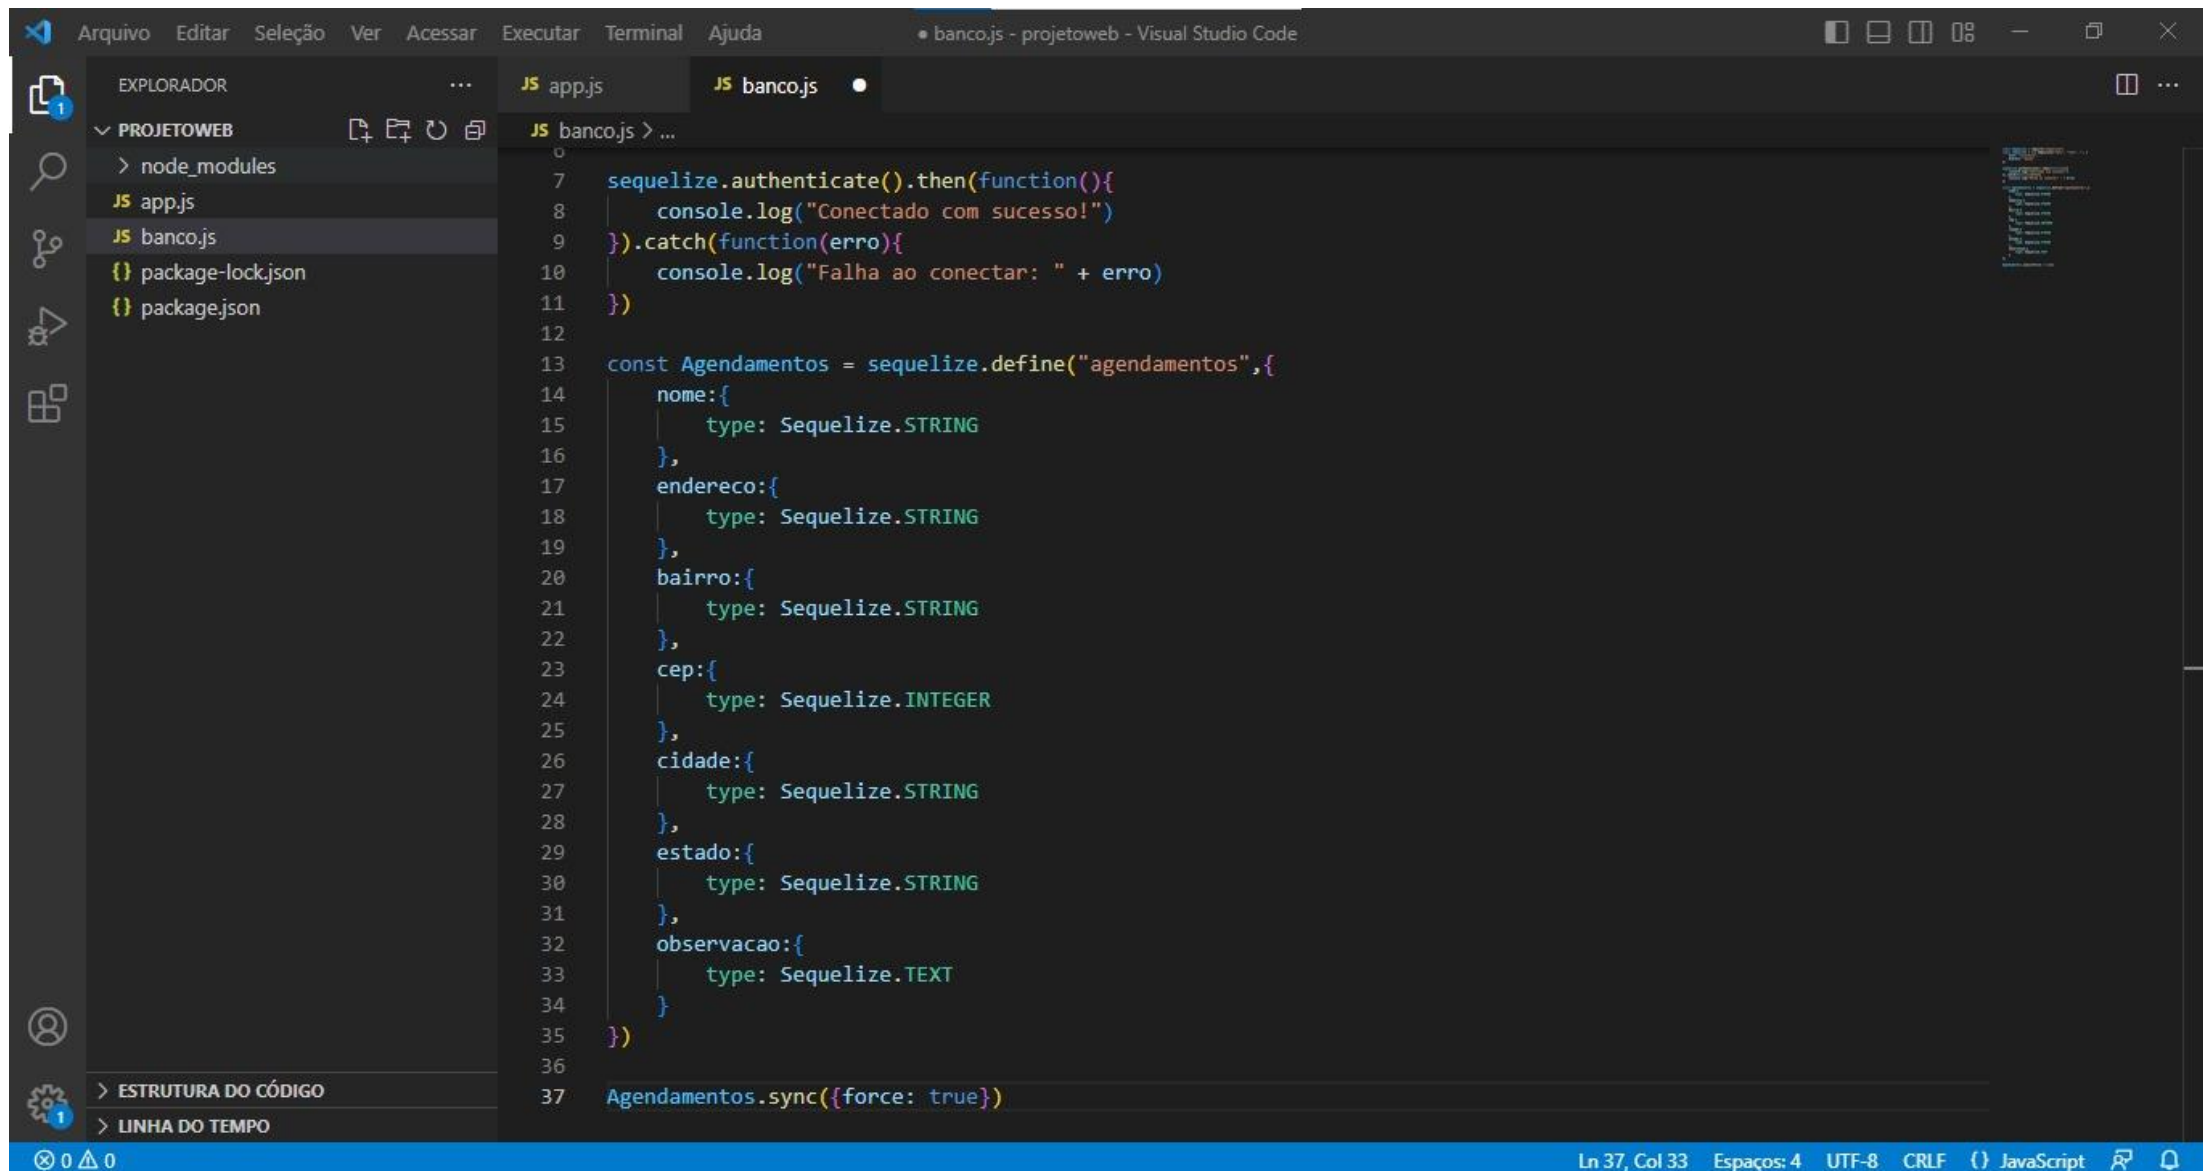 Arquivo Editar Seleção Ver Acessar Executar Terminal Ajuda
● banco.js - projetoweb - Visual Studio Code
EXPLORADOR ...
PROJETOWEB
node_modules
JS app.js
JS banco.js
{} package-lock.json
{} package.json
ESTRUTURA DO CÓDIGO
LINHA DO TEMPO
1
1
JS app.js JS banco.js ●
JS banco.js > ...
6
7 sequelize.authenticate().then(function(){
8     console.log("Conectado com sucesso!")
9 }).catch(function(erro){
10     console.log("Falha ao conectar: " + erro)
11 })
12
13 const Agendamentos = sequelize.define("agendamentos",{
14     nome:{
15         type: Sequelize.STRING
16     },
17     endereco:{
18         type: Sequelize.STRING
19     },
20     bairro:{
21         type: Sequelize.STRING
22     },
23     cep:{
24         type: Sequelize.INTEGER
25     },
26     cidade:{
27         type: Sequelize.STRING
28     },
29     estado:{
30         type: Sequelize.STRING
31     },
32     observacao:{
33         type: Sequelize.TEXT
34     }
35 })
36
37 Agendamentos.sync({force: true})
0 0
Ln 37, Col 33 Espaços: 4 UTF-8 CRLF {} JavaScript